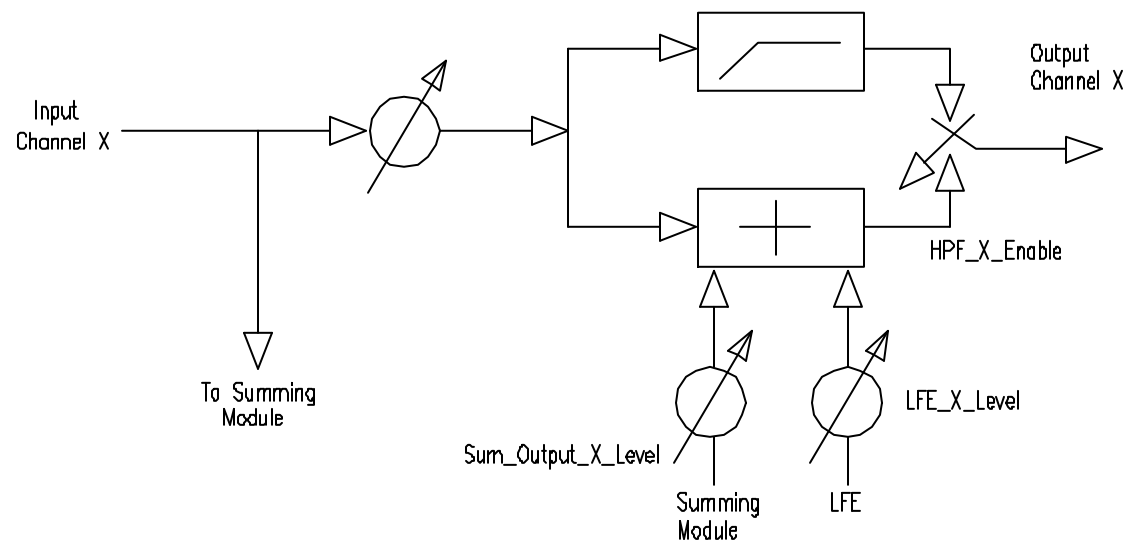 Output
Channel X
Input
Channel X
HPF_X_Enable
To Summing
Module
LFE_X_Level
Sum_Output_X_Level
Summing
Module
LFE